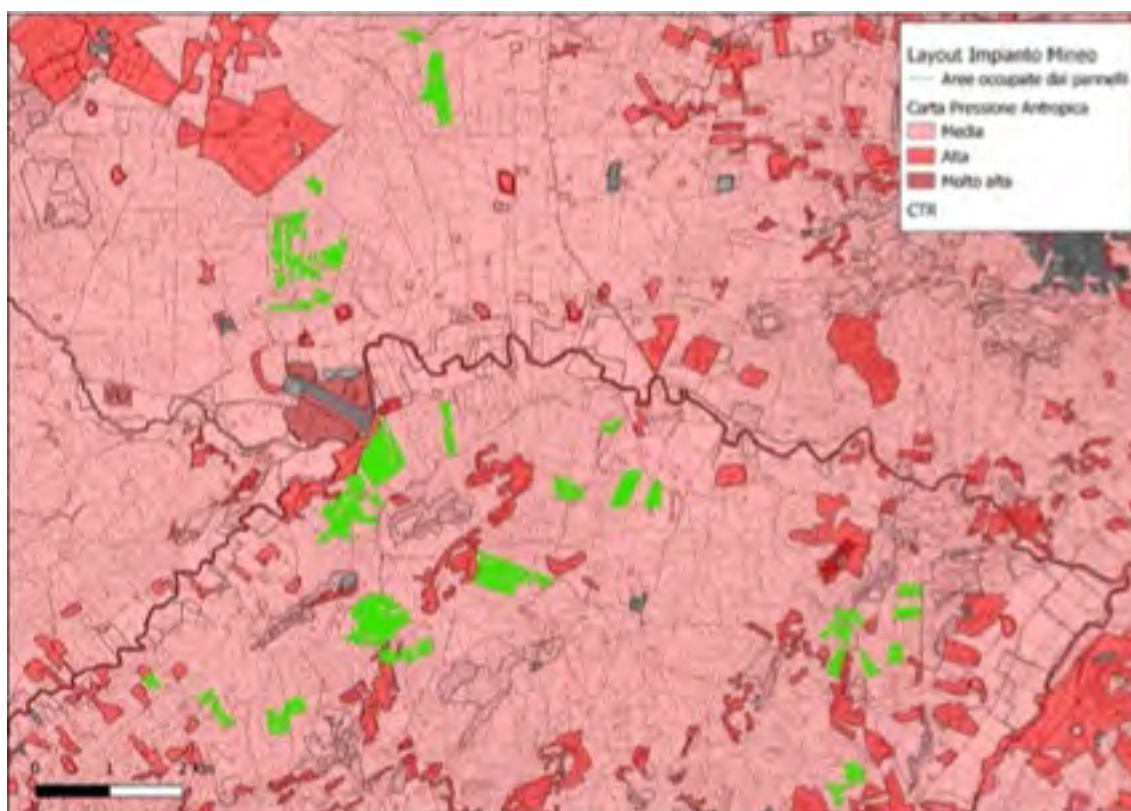 Layout Impianto Mineo
Aree occupate dai pannelli
Carta Pressione Antropica
Media
Alta
Molto alta
CTR
0 1 2 km